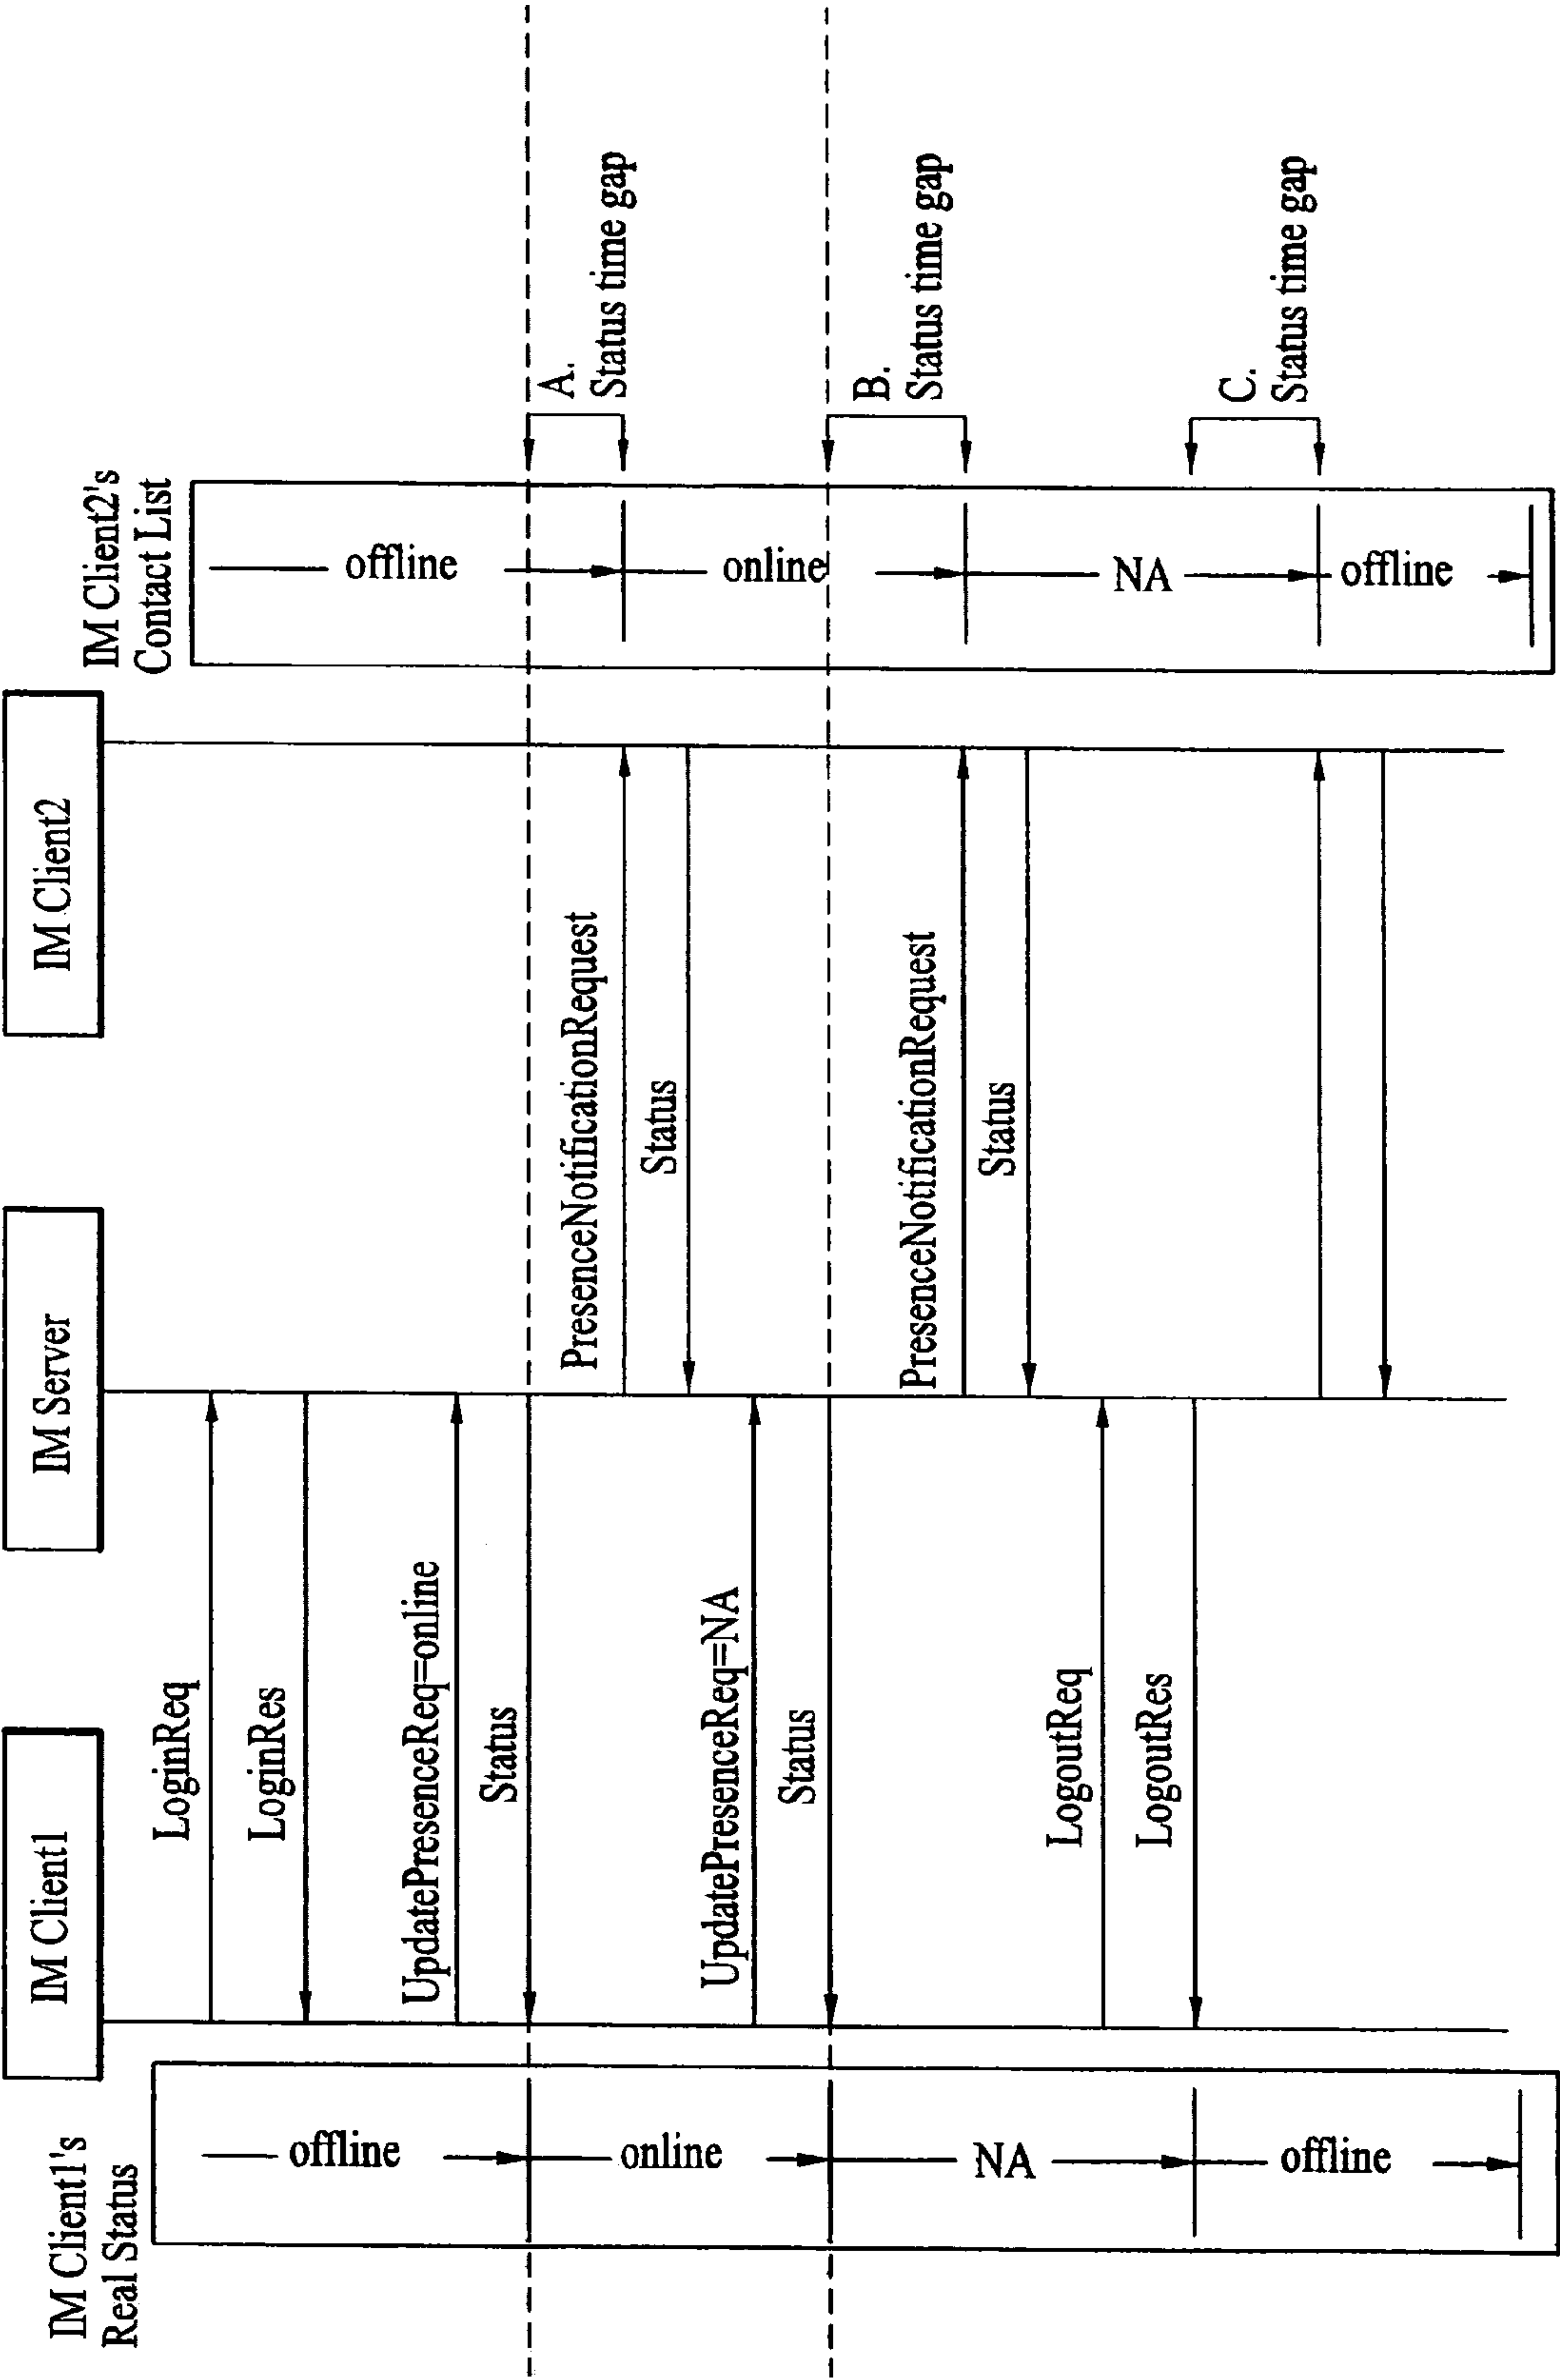 IM Client1's
Real Status
IM Client1
IM Server
IM Client2
IM Client2's
Contact List
LoginReq
LoginRes
UpdatePresenceReq=online
Status
PresenceNotificationRequest
Status
UpdatePresenceReq=NA
Status
PresenceNotificationRequest
Status
LogoutReq
LogoutRes
offline
online
NA
offline
offline
online
NA
offline
A.
Status time gap
B.
Status time gap
C.
Status time gap